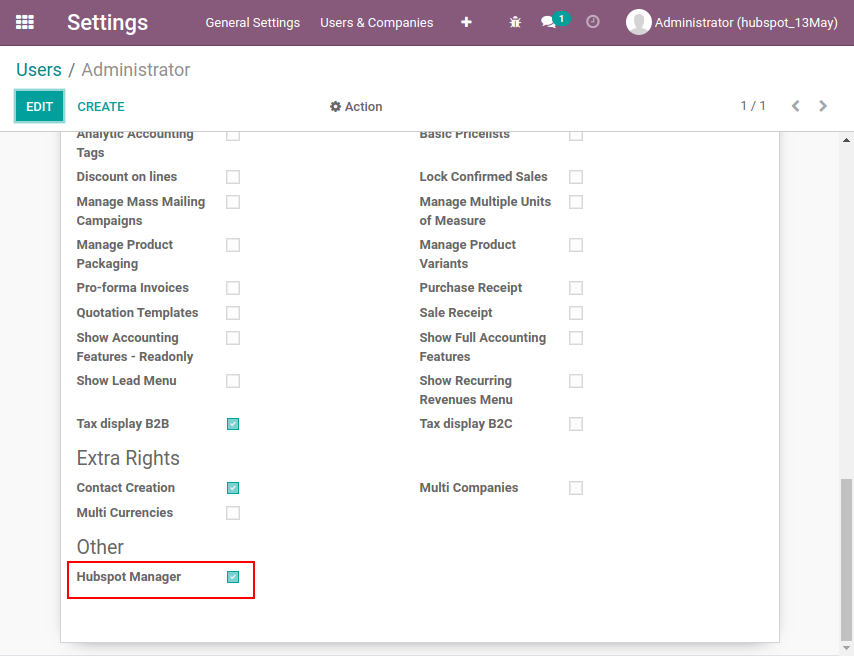 Settings
General Settings
Users & Companies
1
Administrator (hubspot_13May)
Users / Administrator
EDIT
CREATE
Action
1 / 1
Analytic Accounting
Tags
Basic Pricelists
Discount on lines
Lock Confirmed Sales
Manage Mass Mailing
Campaigns
Manage Multiple Units
of Measure
Manage Product
Packaging
Manage Product
Variants
Pro-forma Invoices
Purchase Receipt
Quotation Templates
Sale Receipt
Show Accounting
Features - Readonly
Show Full Accounting
Features
Show Lead Menu
Show Recurring
Revenues Menu
Tax display B2B
Tax display B2C
Extra Rights
Contact Creation
Multi Companies
Multi Currencies
Other
Hubspot Manager